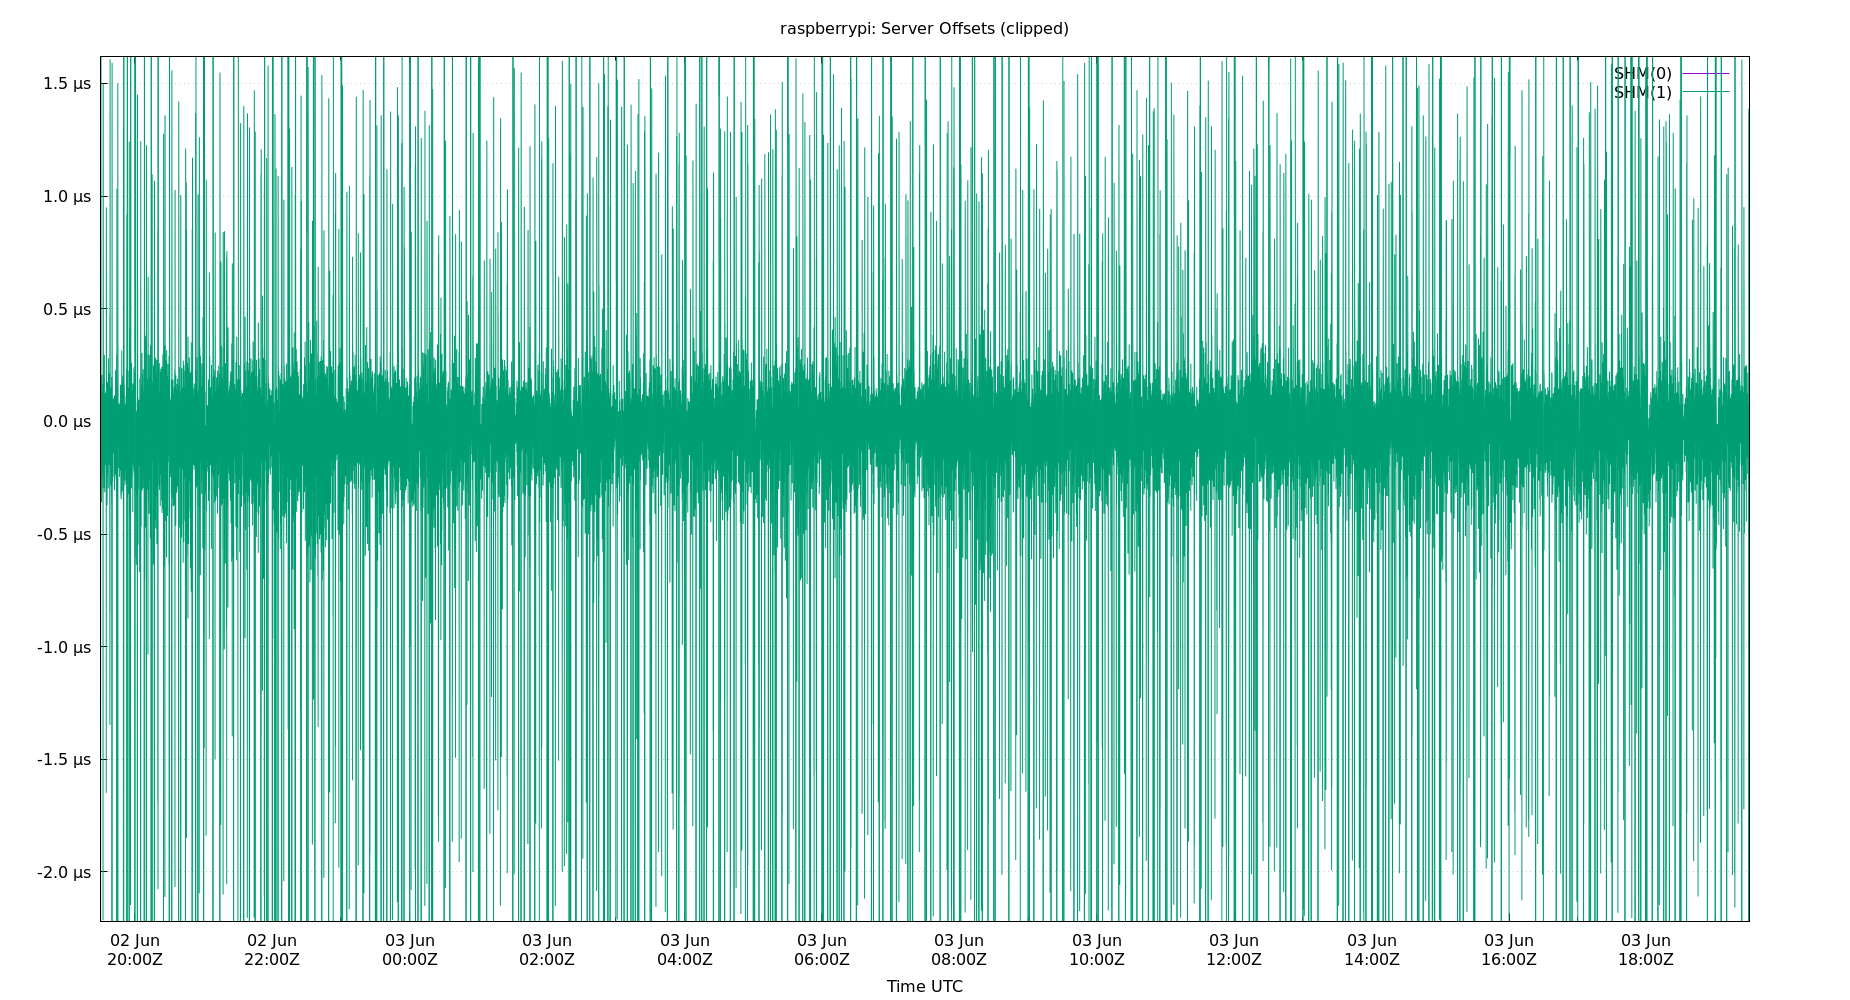 raspberrypi: Server Offsets (clipped)
SHM(0)
SHM(1)
1.5 µs
1.0 µs
0.5 µs
0.0 µs
-0.5 µs
-1.0 µs
-1.5 µs
-2.0 µs
02 Jun 02 Jun 03 Jun 03 Jun 03 Jun 03 Jun 03 Jun 03 Jun 03 Jun 03 Jun 03 Jun 03 Jun
20:00Z 22:00Z 00:00Z 02:00Z 04:00Z 06:00Z 08:00Z 10:00Z 12:00Z 14:00Z 16:00Z 18:00Z
Time UTC